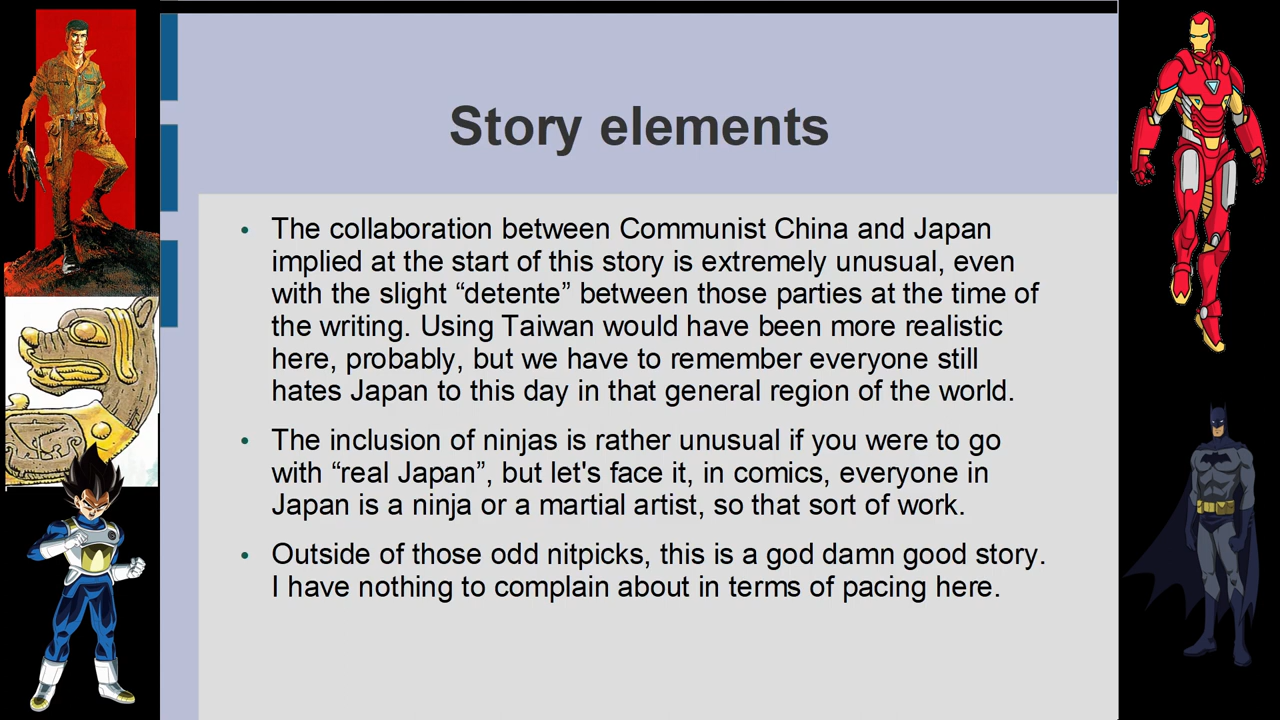 Story elements
• The collaboration between Communist China and Japan
implied at the start of this story is extremely unusual, even
with the slight “detente” between those parties at the time of
the writing. Using Taiwan would have been more realistic
here, probably, but we have to remember everyone still
hates Japan to this day in that general region of the world.
• The inclusion of ninjas is rather unusual if you were to go
with “real Japan”, but let's face it, in comics, everyone in
Japan is a ninja or a martial artist, so that sort of work.
• Outside of those odd nitpicks, this is a god damn good story.
I have nothing to complain about in terms of pacing here.